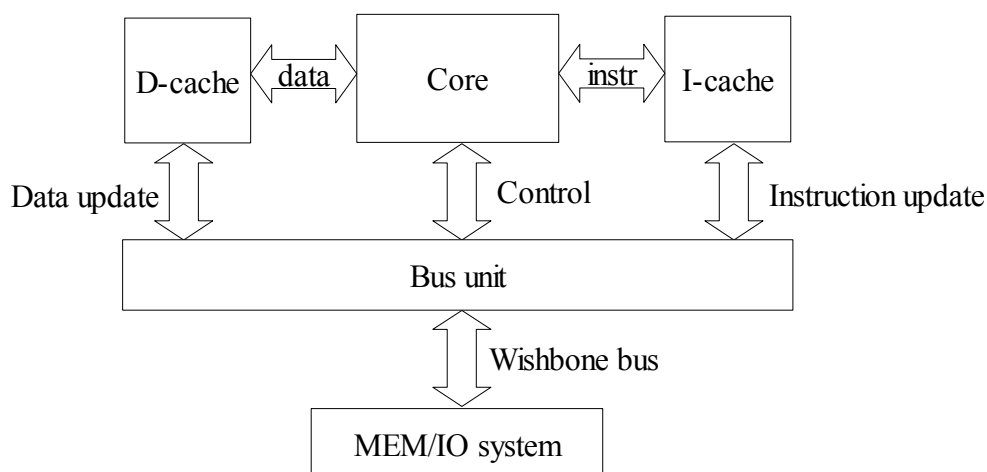 D-cache
data
Core
instr
I-cache
Data update
Control
Instruction update
Bus unit
Wishbone bus
MEM/IO system